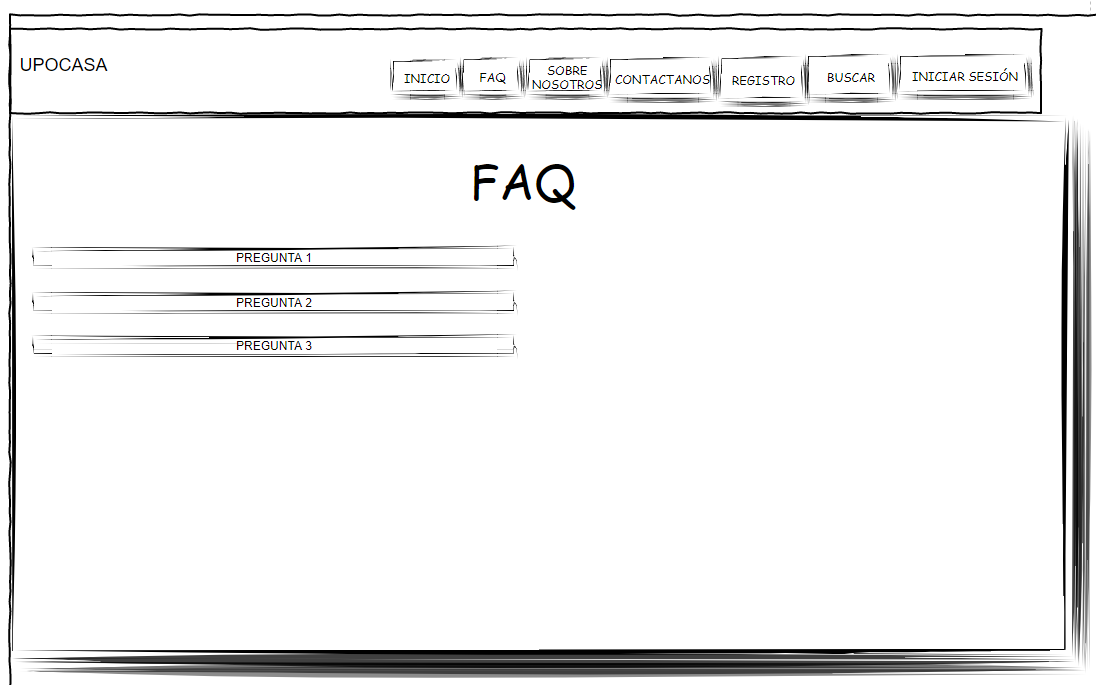 UPOCASA
INICIO
FAQ
SOBRE
NOSOTROS
CONTACTANOS
REGISTRO
BUSCAR
INICIAR SESIÓN
FAQ
PREGUNTA 1
PREGUNTA 2
PREGUNTA 3